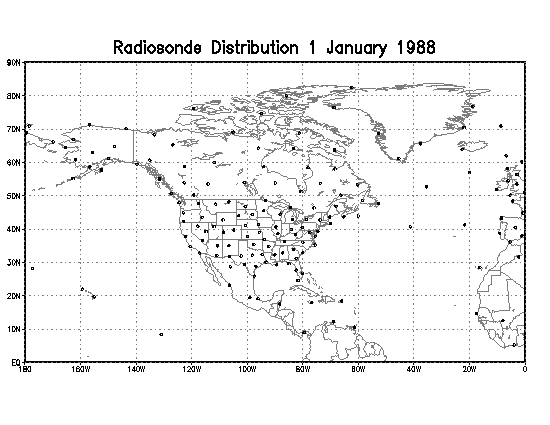 Radiosonde Distribution 1 January 1988
90N
80N
70N
60N
50N
40N
30N
20N
10N
EQ
180 160W 140W 120W 100W 80W 60W 40W 20W 0